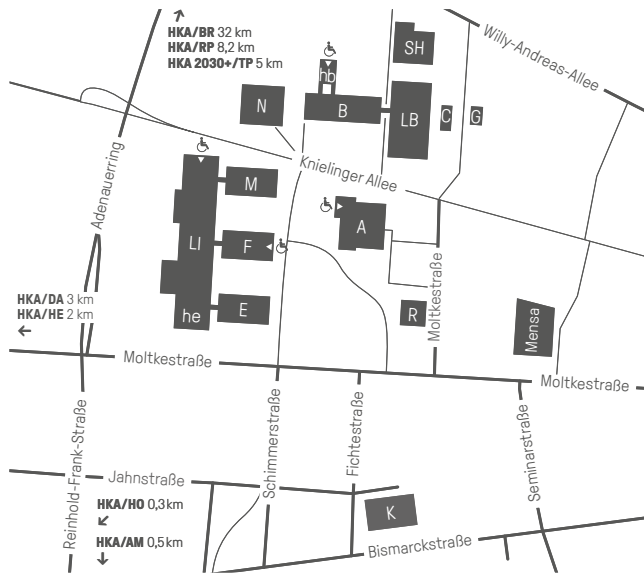 HKA/BR 32 km
HKA/RP 8,2 km
HKA 2030+/TP 5 km
Willy-Andreas-Allee
SH
hb
N
B
LB
C
G
Knielinger Allee
Adenauerring
M
A
LI
F
HKA/DA 3 km
HKA/HE 2 km
he
E
R
Moltkestraße
Mensa
Moltkestraße
Moltkestraße
Reinhold-Frank-Straße
Schimmerstraße
Fichtestraße
Seminarstraße
Jahnstraße
HKA/HO 0,3 km
K
HKA/AM 0,5 km
Bismarckstraße